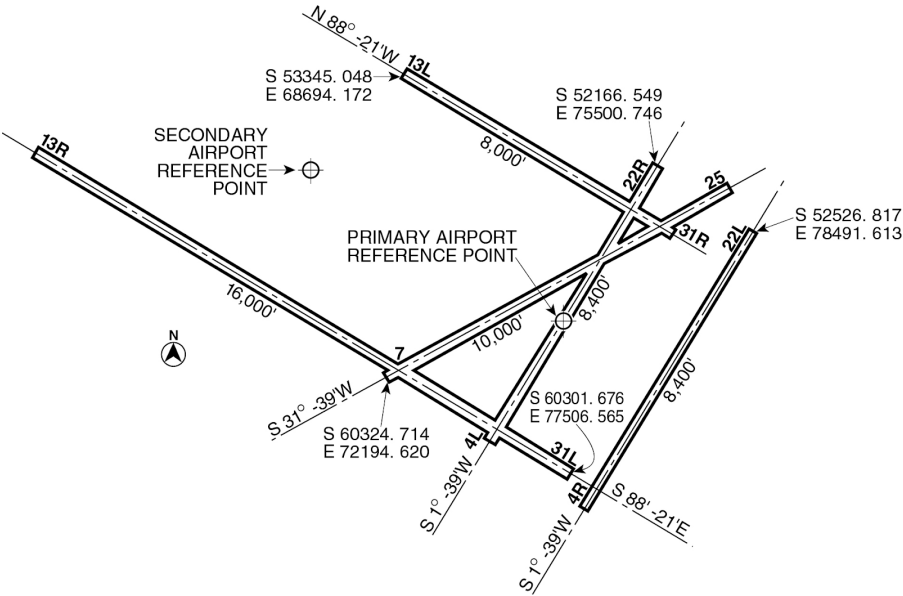 N 88° -21'W
13L
S 53345. 048
E 68694. 172
S 52166. 549
E 75500. 746
13R
SECONDARY
AIRPORT
REFERENCE
POINT
8,000'
22R
25
S 52526. 817
E 78491. 613
22L
31R
PRIMARY AIRPORT
REFERENCE POINT
16,000'
10,000'
8,400'
N
7
8,400'
S 31° -39'W
S 60301. 676
E 77506. 565
S 60324. 714
E 72194. 620
4L
31L
S 1° -39'W
4R
S 88' -21'E
S 1° -39'W